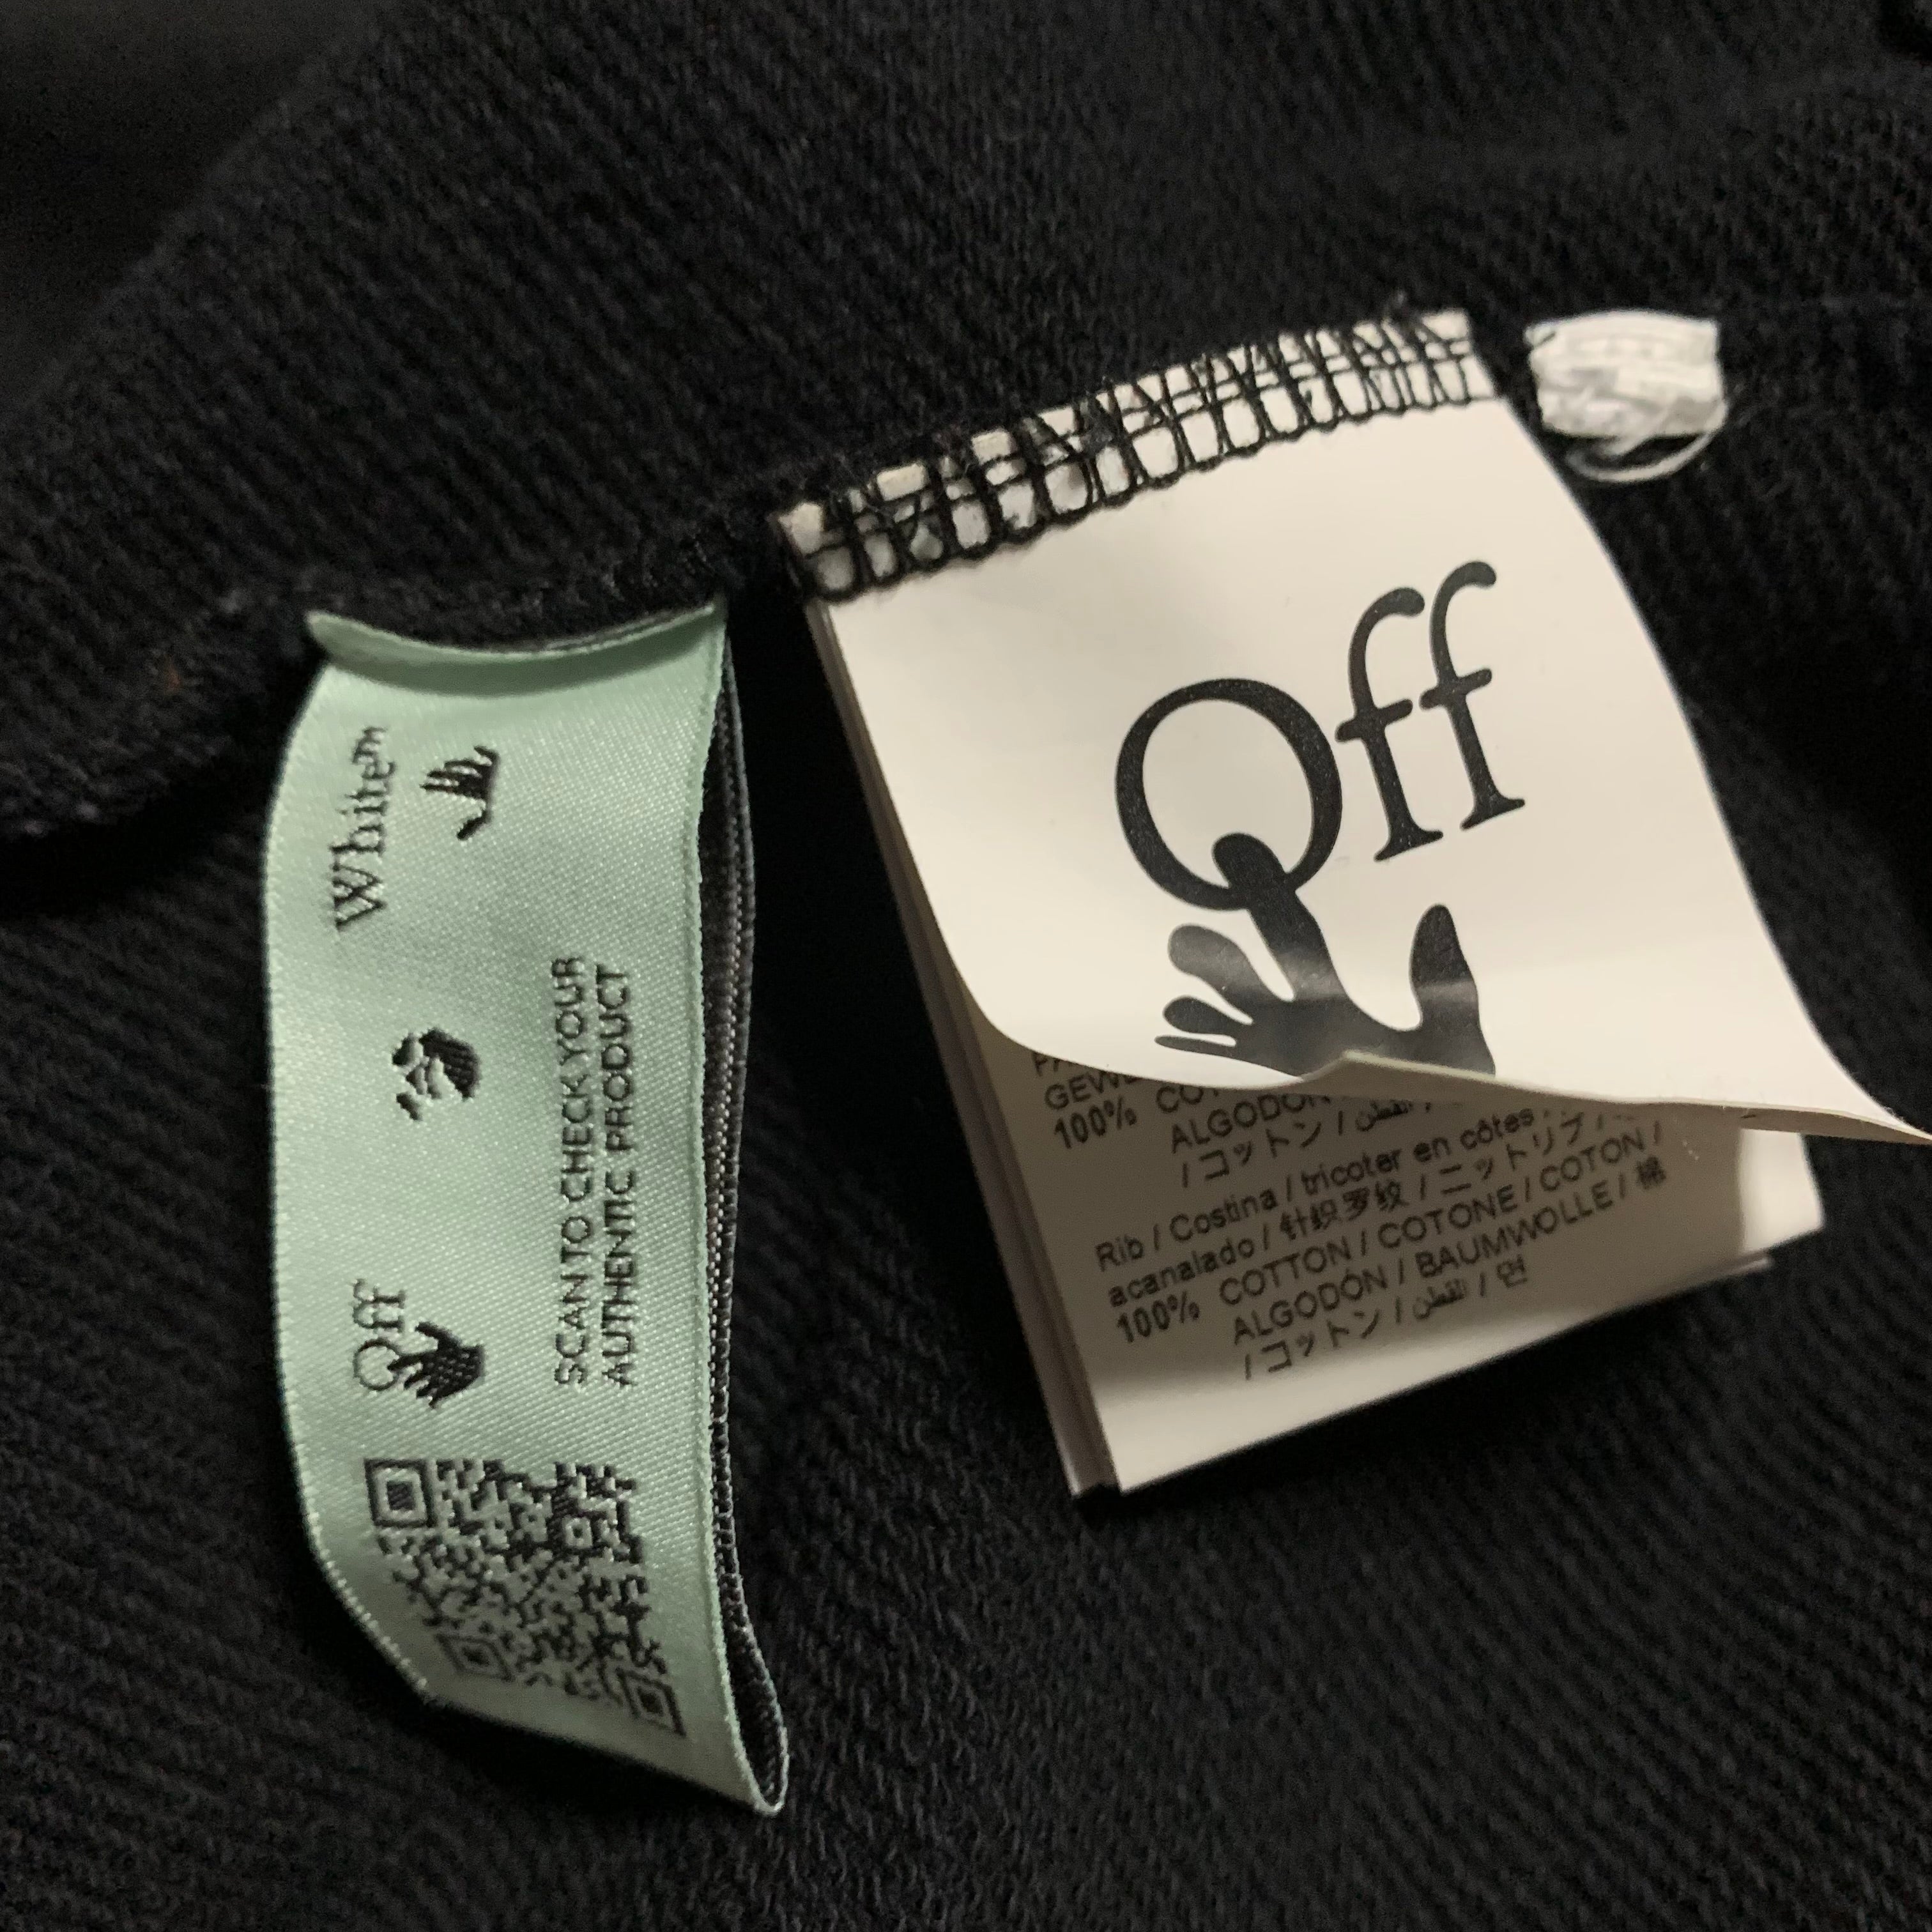 Off
White™
SCAN TO CHECK YOUR
AUTHENTIC PRODUCT
Off
100%
ALGODÓN /
/ コットン / القطن /
Rib / Costina / tricoter en côtes
acanalado / 针织罗纹 / ニットリブ /
100% COTTON / COTONE / COTON /
ALGODÓN / BAUMWOLLE / 棉
/ コットン / القطن / 면